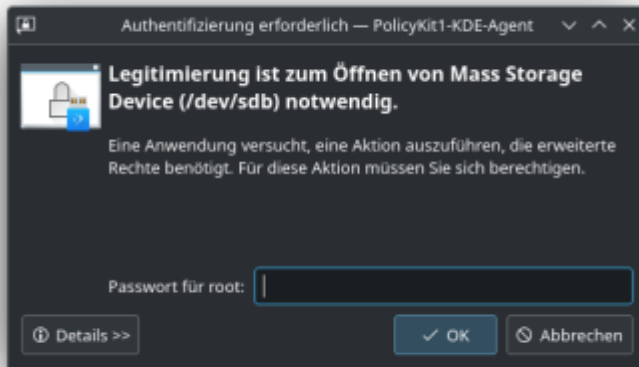 Authentifizierung erforderlich — PolicyKit1-KDE-Agent
Legitimierung ist zum Öffnen von Mass Storage
Device (/dev/sdb) notwendig.
Eine Anwendung versucht, eine Aktion auszuführen, die erweiterte
Rechte benötigt. Für diese Aktion müssen Sie sich berechtigen.
Passwort für root:
Details >>
OK
Abbrechen